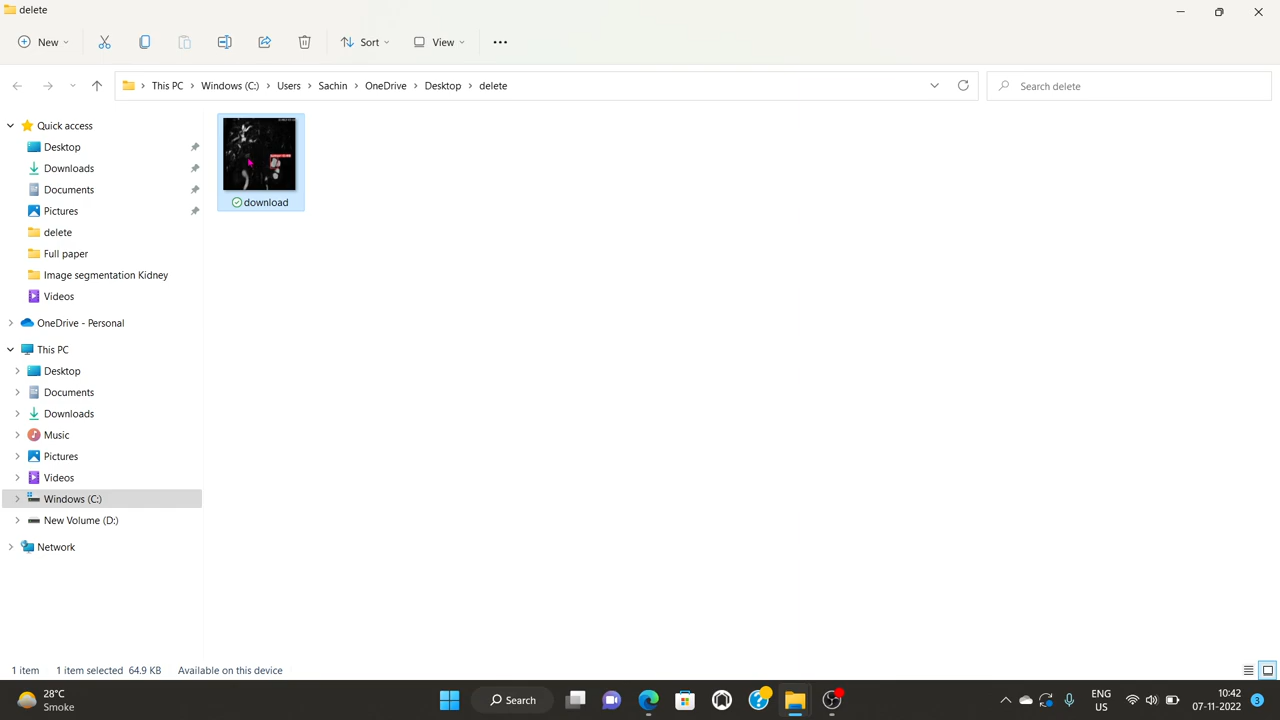 delete
New
Sort
View
This PC
Windows (C:)
Users
Sachin
OneDrive
Desktop
delete
Search delete
Quick access
Desktop
Downloads
Documents
Pictures
delete
Full paper
Image segmentation Kidney
Videos
OneDrive - Personal
This PC
Desktop
Documents
Downloads
Music
Pictures
Videos
Windows (C:)
New Volume (D:)
Network
download
1 item
1 item selected 64.9 KB
Available on this device
28°C
Smoke
Search
ENG
US
10:42
07-11-2022
3